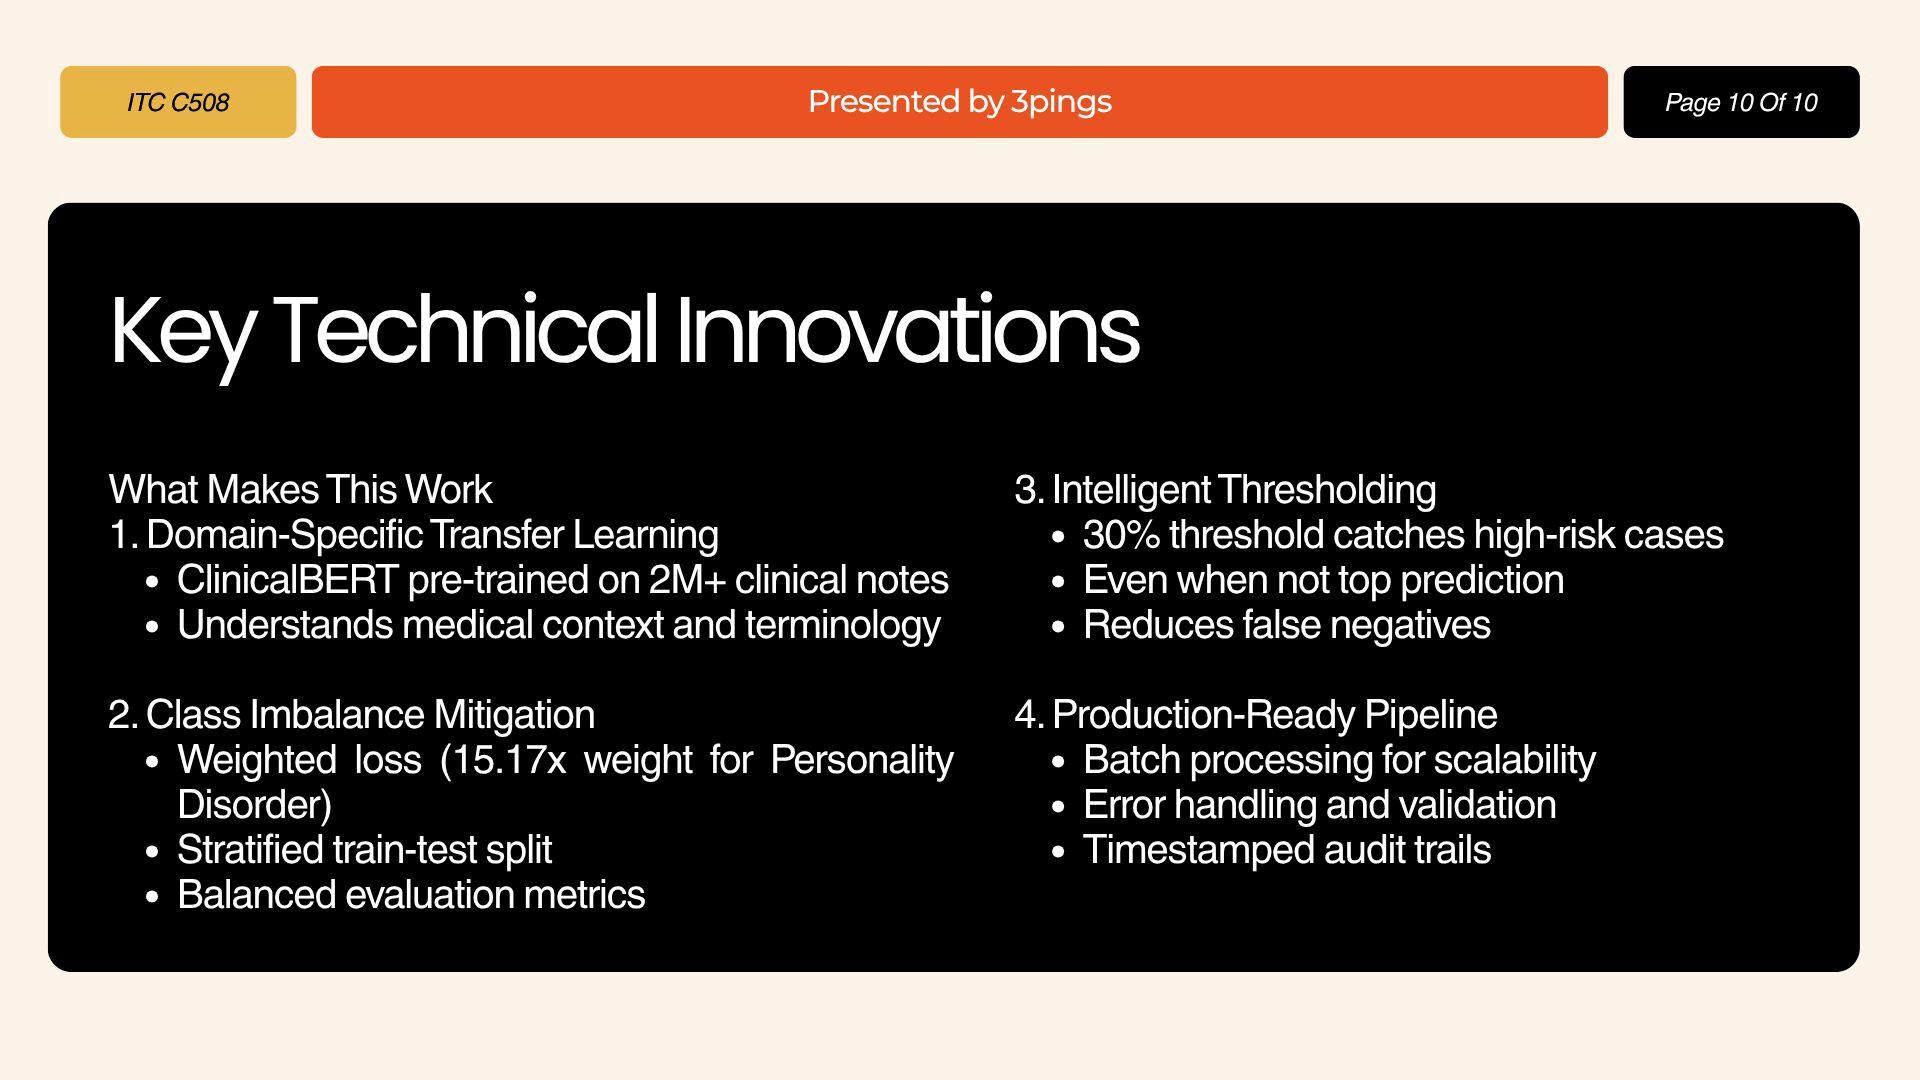 ITC C508
Presented by 3pings
Page 10 Of 10
Key Technical Innovations
What Makes This Work
1. Domain-Specific Transfer Learning
• ClinicalBERT pre-trained on 2M+ clinical notes
• Understands medical context and terminology
2. Class Imbalance Mitigation
• Weighted loss (15.17x weight for Personality
Disorder)
• Stratified train-test split
• Balanced evaluation metrics
3. Intelligent Thresholding
• 30% threshold catches high-risk cases
• Even when not top prediction
• Reduces false negatives
4. Production-Ready Pipeline
• Batch processing for scalability
• Error handling and validation
• Timestamped audit trails